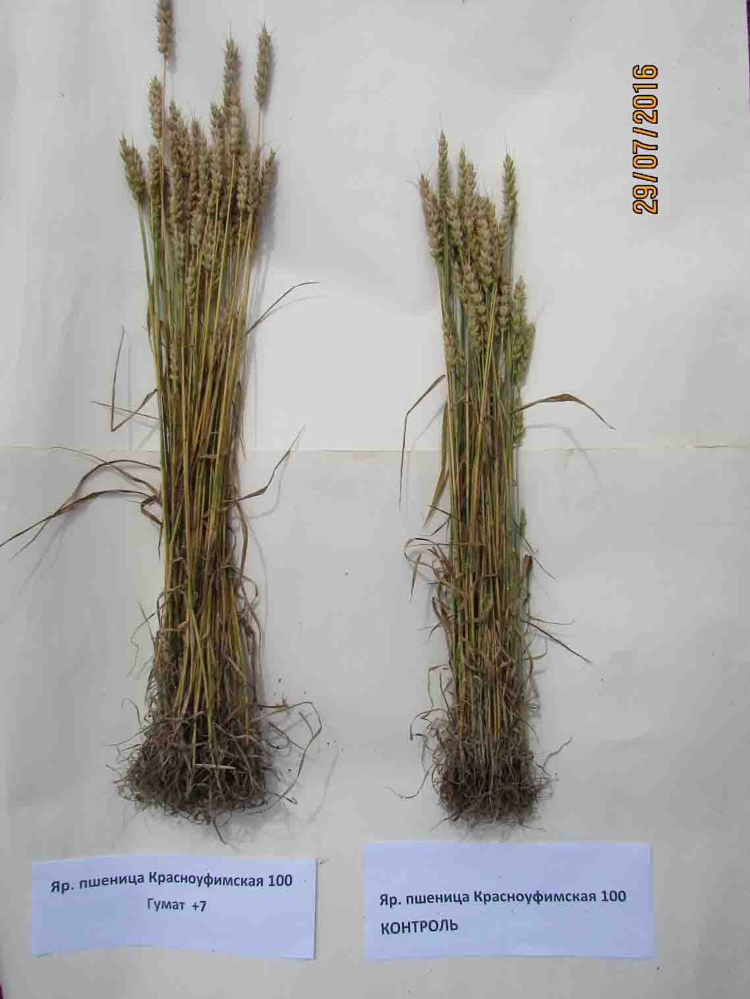 29/07/2016
Яр. пшеница Красноуфимская 100
Гумат +7
Яр. пшеница Красноуфимская 100
КОНТРОЛЬ